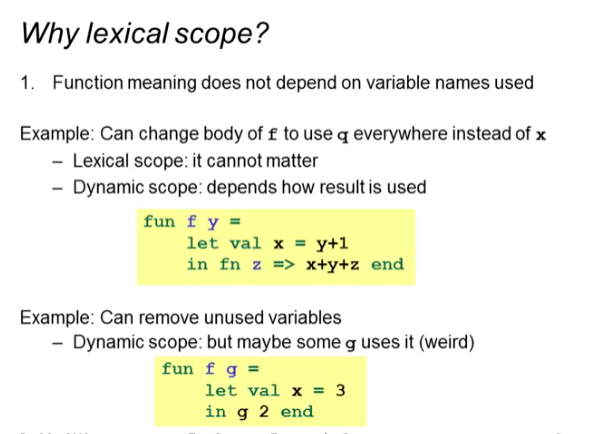 Why lexical scope?
1. Function meaning does not depend on variable names used
Example: Can change body of f to use q everywhere instead of x
– Lexical scope: it cannot matter
– Dynamic scope: depends how result is used
fun f y =
let val x = y+1
in fn z => x+y+z end
Example: Can remove unused variables
– Dynamic scope: but maybe some g uses it (weird)
fun f g =
let val x = 3
in g 2 end